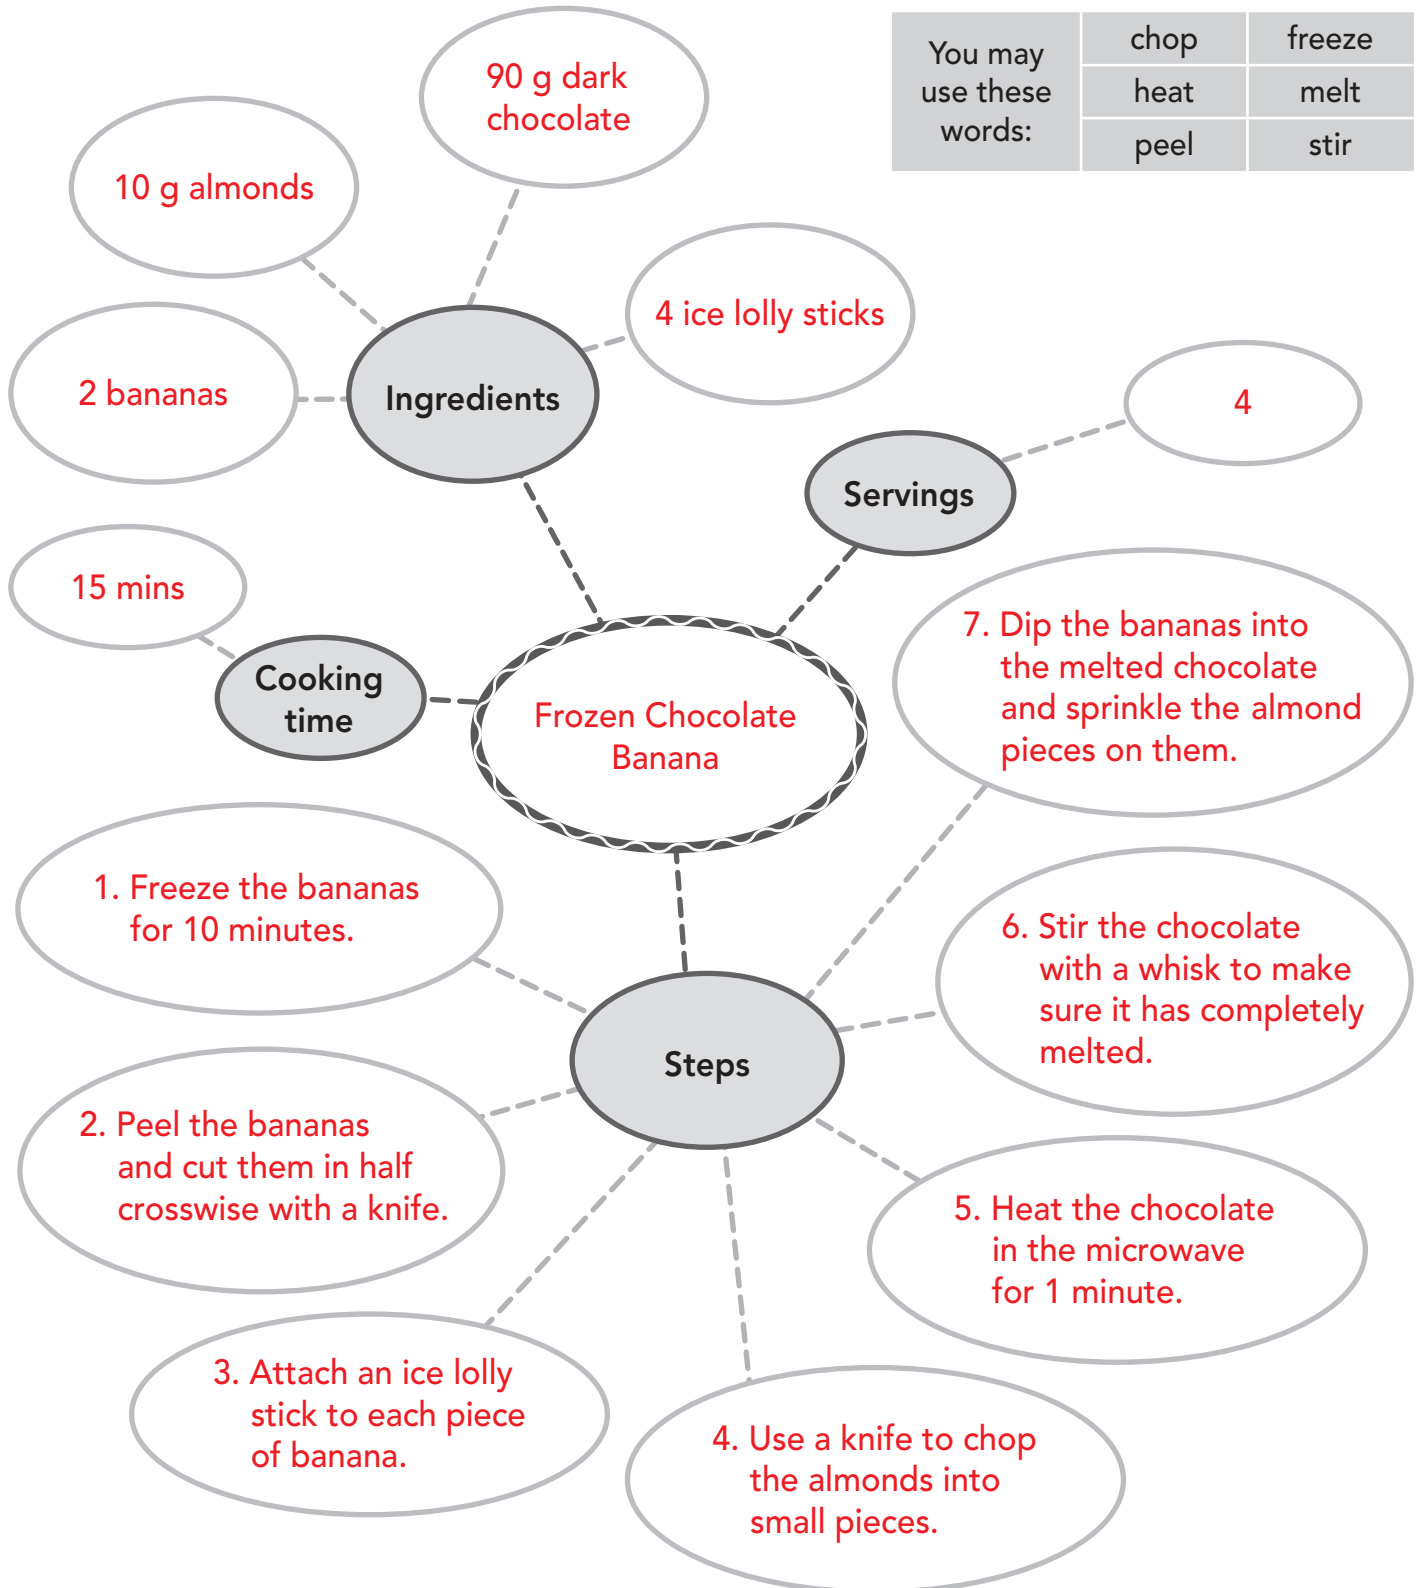 You may
use these
words:
chop
freeze
heat
melt
peel
stir
90 g dark
chocolate
10 g almonds
4 ice lolly sticks
2 bananas
Ingredients
4
Servings
15 mins
Cooking
time
Frozen Chocolate
Banana
1. Freeze the bananas
for 10 minutes.
Steps
2. Peel the bananas
and cut them in half
crosswise with a knife.
3. Attach an ice lolly
stick to each piece
of banana.
4. Use a knife to chop
the almonds into
small pieces.
5. Heat the chocolate
in the microwave
for 1 minute.
6. Stir the chocolate
with a whisk to make
sure it has completely
melted.
7. Dip the bananas into
the melted chocolate
and sprinkle the almond
pieces on them.